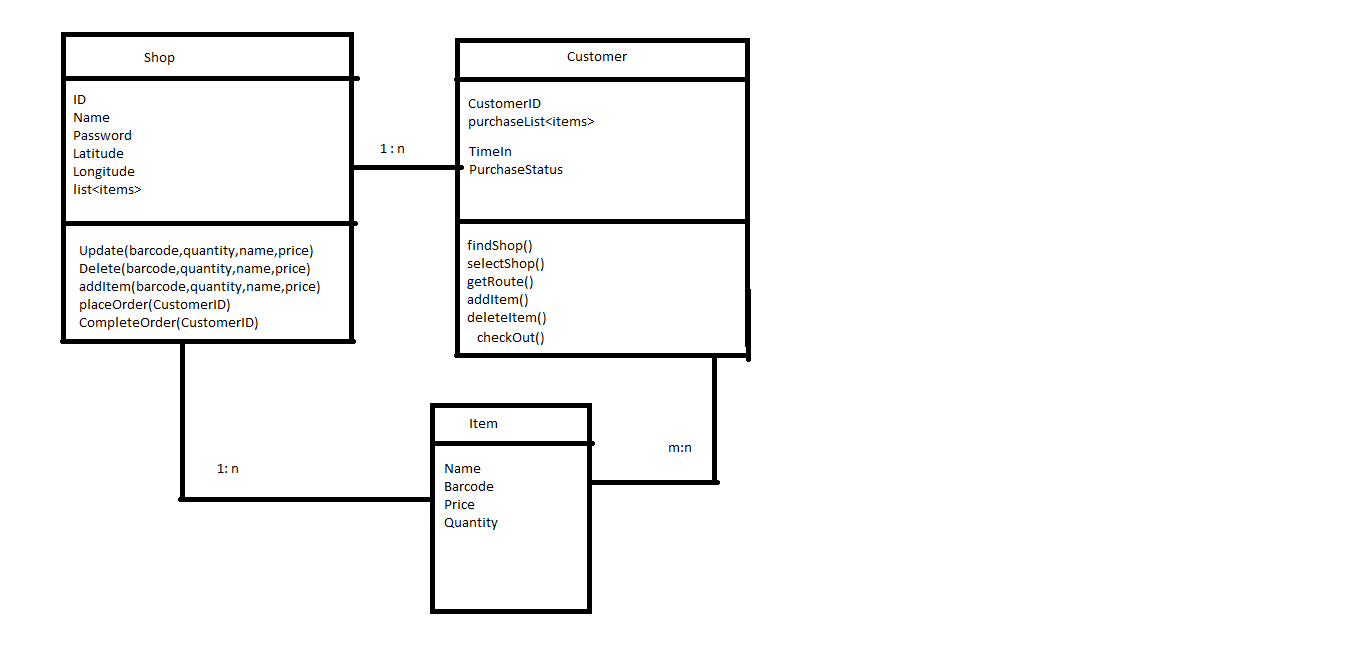 Shop
ID
Name
Password
Latitude
Longitude
list<items>
Update(barcode,quantity,name,price)
Delete(barcode,quantity,name,price)
addItem(barcode,quantity,name,price)
placeOrder(CustomerID)
CompleteOrder(CustomerID)
1 : n
Customer
CustomerID
purchaseList<items>
TimeIn
PurchaseStatus
findShop()
selectShop()
getRoute()
addItem()
deleteItem()
checkOut()
1: n
Item
Name
Barcode
Price
Quantity
m:n